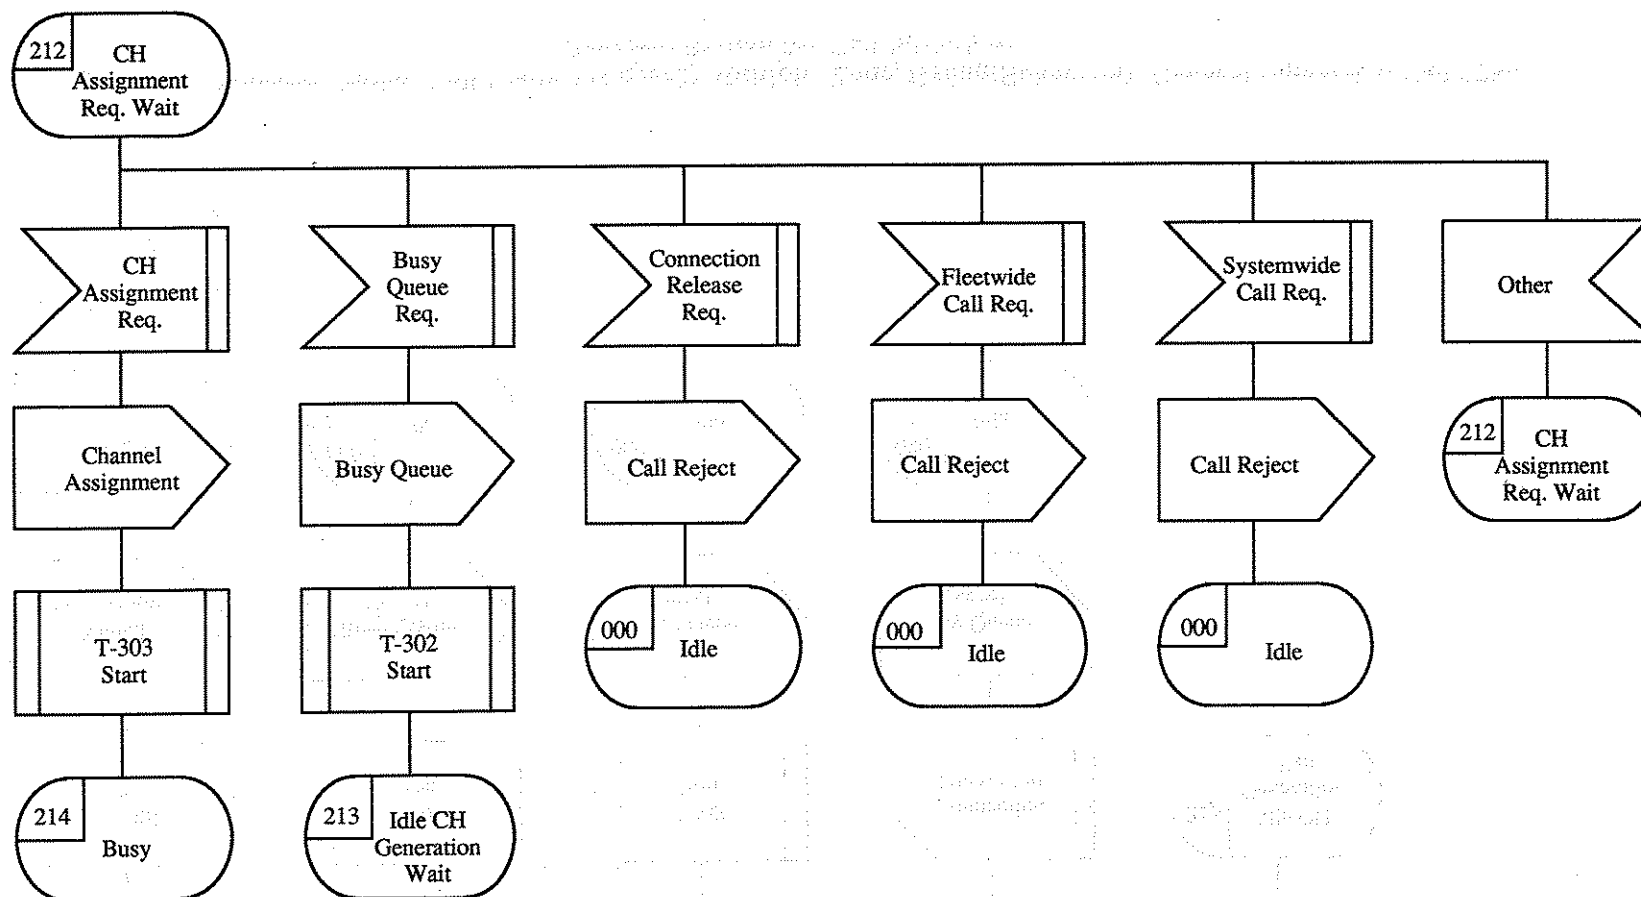 212
CH
Assignment
Req. Wait
CH
Assignment
Req.
Busy
Queue
Req.
Connection
Release
Req.
Fleetwide
Call Req.
Systemwide
Call Req.
Other
Channel
Assignment
Busy Queue
Call Reject
Call Reject
Call Reject
212
CH
Assignment
Req. Wait
T-303
Start
T-302
Start
000
Idle
000
Idle
000
Idle
214
Busy
213
Idle CH
Generation
Wait